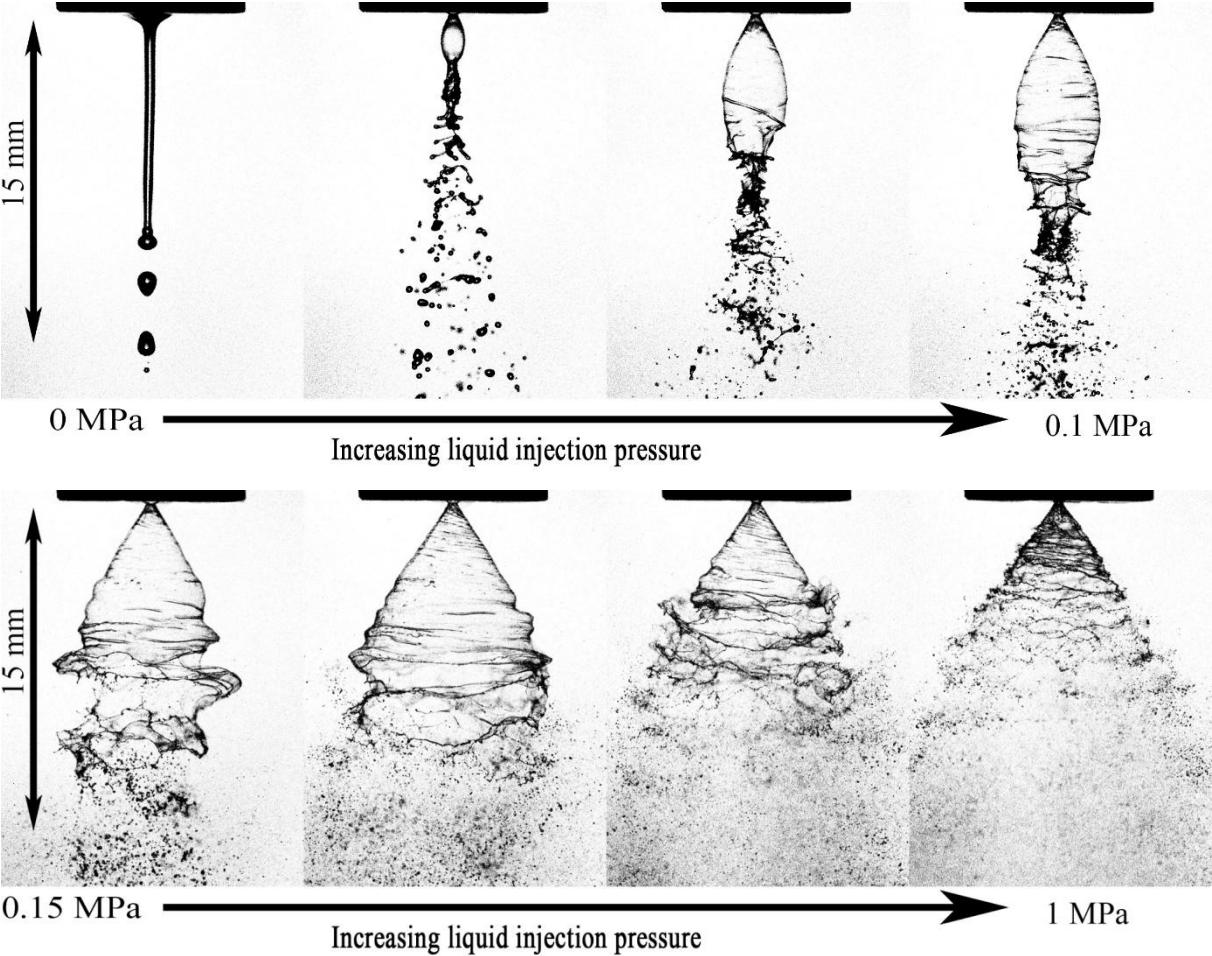 15 mm
0 MPa
0.1 MPa
Increasing liquid injection pressure
15 mm
0.15 MPa
1 MPa
Increasing liquid injection pressure